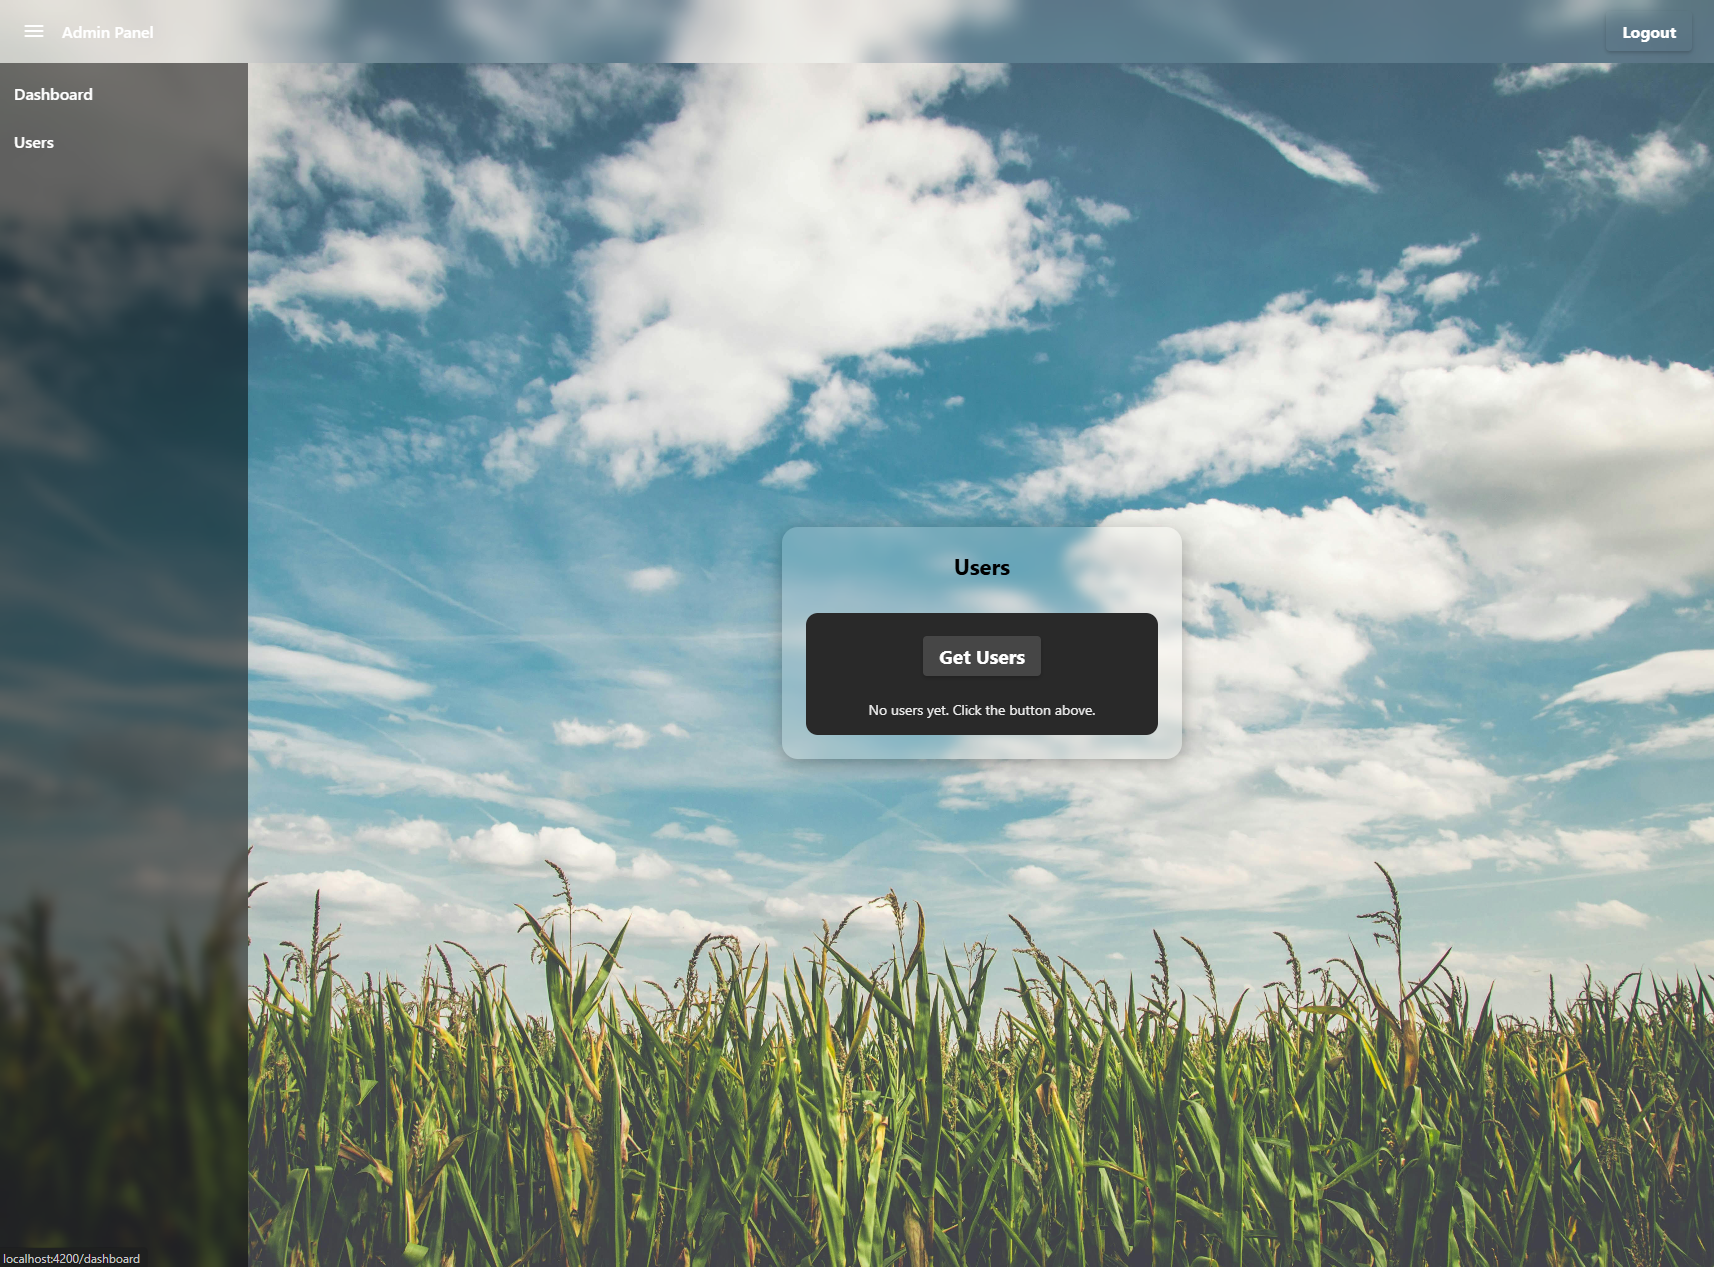 Admin Panel
Logout
Dashboard
Users
Users
Get Users
No users yet. Click the button above.
localhost:4200/dashboard